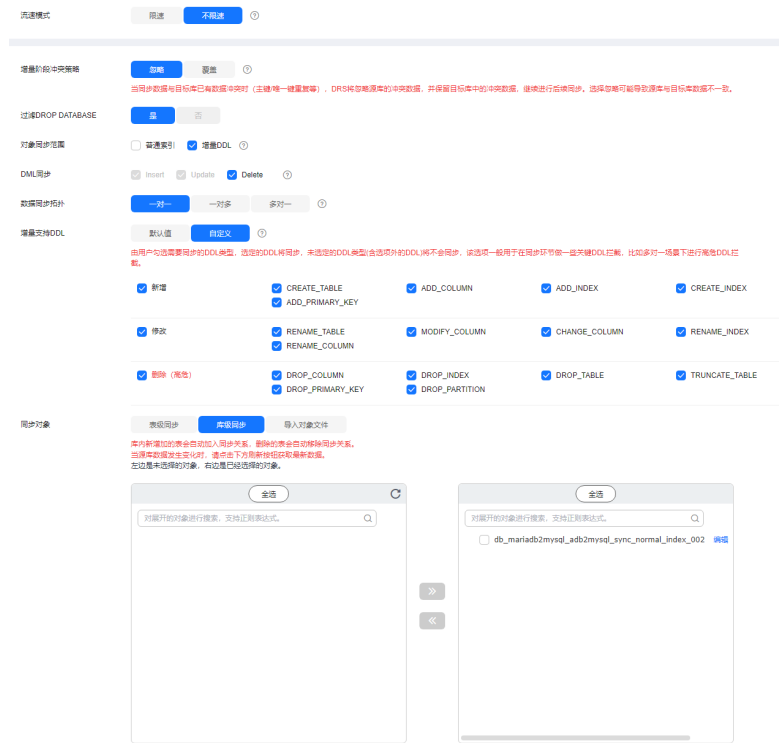 流速模式 限速 不限速
增量阶段冲突策略 忽略 覆盖
当同步数据与目标库已有数据冲突时（主键/唯一键重复等），DRS将忽略源库的冲突数据，并保留目标库中的冲突数据，继续进行后续同步。选择忽略可能导致源库与目标库数据不一致。
过滤DROP DATABASE 是 否
对象同步范围 普通索引 增量DDL
DML同步 Insert Update Delete
数据同步拓扑 一对一 一对多 多对一
增量支持DDL 默认值 自定义
由用户勾选需要同步的DDL类型，选定的DDL将同步，未选定的DDL类型(含选项外的DDL)将不会同步，该选项一般用于在同步环节做一些关键DDL拦截，比如多对一场景下进行高危DDL拦
截。
新增 CREATE_TABLE ADD_COLUMN ADD_INDEX CREATE_INDEX
ADD_PRIMARY_KEY
修改 RENAME_TABLE MODIFY_COLUMN CHANGE_COLUMN RENAME_INDEX
RENAME_COLUMN
删除（高危） DROP_COLUMN DROP_INDEX DROP_TABLE TRUNCATE_TABLE
DROP_PRIMARY_KEY DROP_PARTITION
同步对象 表级同步 库级同步 导入对象文件
库内新增加的表会自动加入同步关系，删除的表会自动移除同步关系。
当源库数据发生变化时，请点击下方刷新按钮获取最新数据。
左边是未选择的对象，右边是已经选择的对象。
全选 全选
对展开的对象进行搜索，支持正则表达式。 对展开的对象进行搜索，支持正则表达式。
db_mariadb2mysql_adb2mysql_sync_normal_index_002 编辑